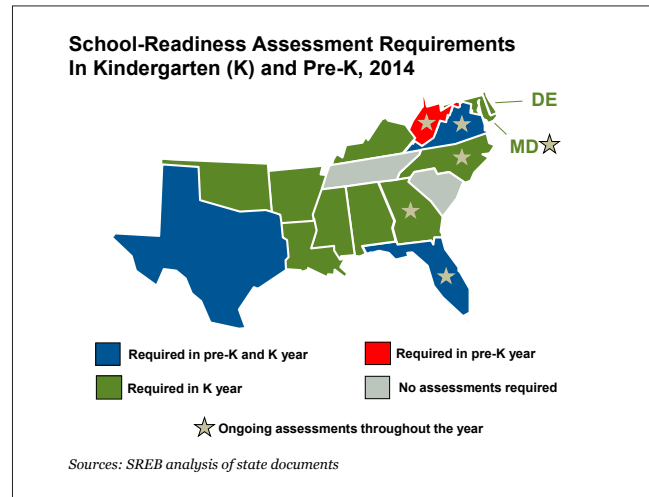 School-Readiness Assessment Requirements
In Kindergarten (K) and Pre-K, 2014
DE
MD
Required in pre-K and K year
Required in pre-K year
Required in K year
No assessments required
Ongoing assessments throughout the year
Sources: SREB analysis of state documents